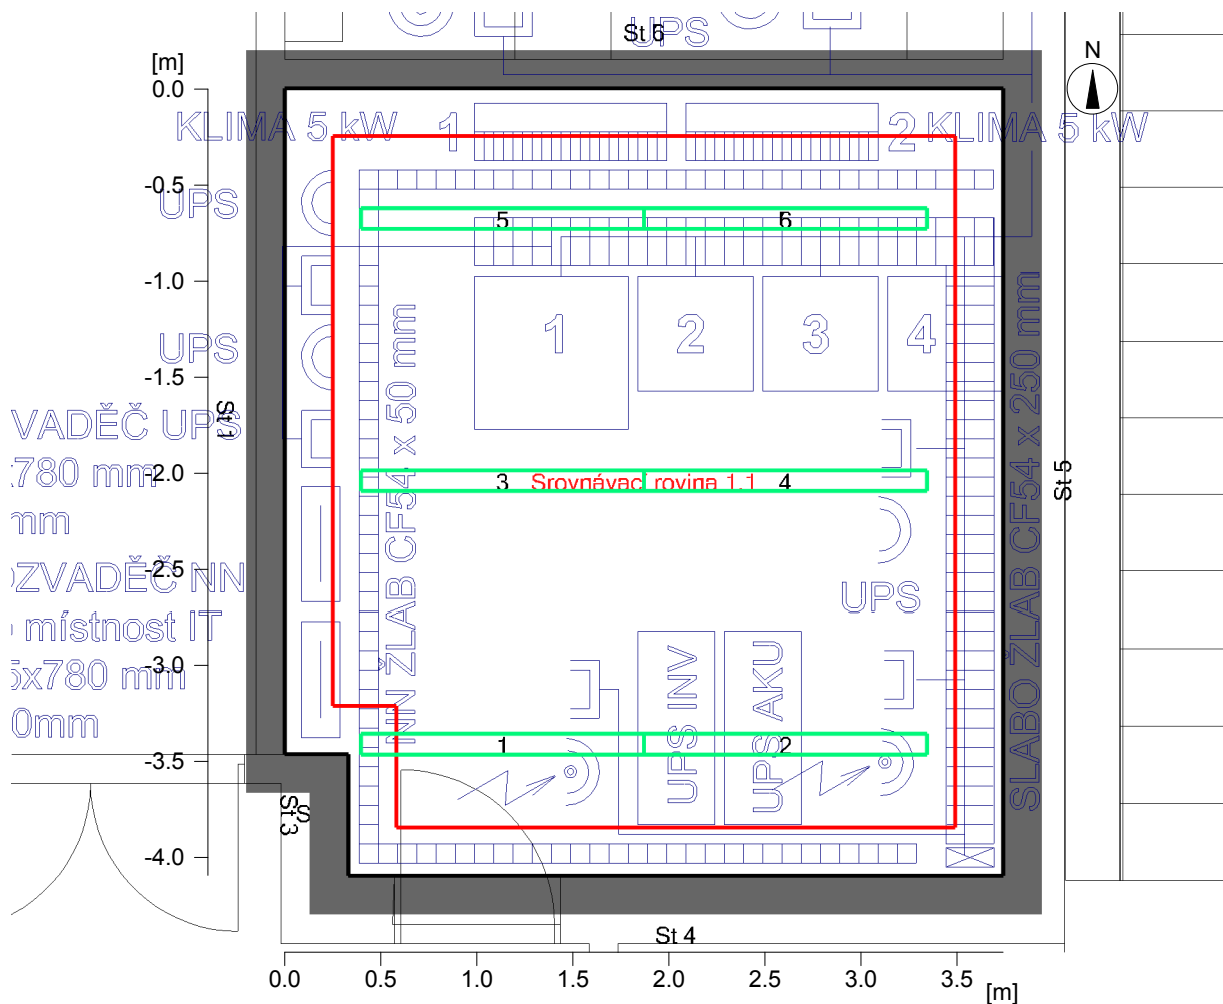 St 6
UPS
[m]
N
0.0
KLIMA 5 kW
1
2
KLIMA 5 kW
-0.5
UPS
5
6
-1.0
1
2
3
4
UPS
-1.5
St 1
VADĚČ UPS
x780 mm
-2.0
3
Srovnávací rovina 1.1
4
St 5
mm
NN ŽLAB CF54 x 50 mm
SLABO ŽLAB CF54 x 250 mm
-2.5
OZVADĚČ NN
UPS
místnost IT
-3.0
5x780 mm
0mm
UPS INV
UPS AKU
1
2
-3.5
St 3
S
-4.0
St 4
0.0
0.5
1.0
1.5
2.0
2.5
3.0
3.5
[m]